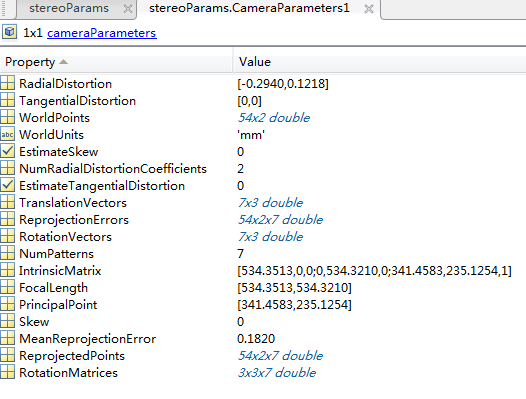 stereoParams
stereoParams.CameraParameters1
1x1 cameraParameters
Property Value
RadialDistortion [-0.2940,0.1218]
TangentialDistortion [0,0]
WorldPoints 54x2 double
abc WorldUnits 'mm'
EstimateSkew 0
NumRadialDistortionCoefficients 2
EstimateTangentialDistortion 0
TranslationVectors 7x3 double
ReprojectionErrors 54x2x7 double
RotationVectors 7x3 double
NumPatterns 7
IntrinsicMatrix [534.3513,0,0;0,534.3210,0;341.4583,235.1254,1]
FocalLength [534.3513,534.3210]
PrincipalPoint [341.4583,235.1254]
Skew 0
MeanReprojectionError 0.1820
ReprojectedPoints 54x2x7 double
RotationMatrices 3x3x7 double